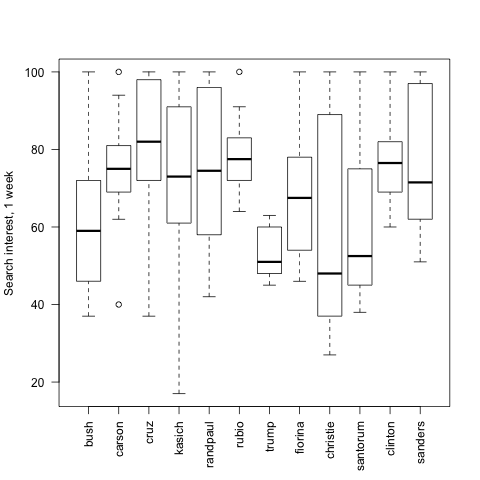 Search interest, 1 week
100
80
60
40
20
bush
carson
cruz
kasich
randpaul
rubio
trump
fiorina
christie
santorum
clinton
sanders